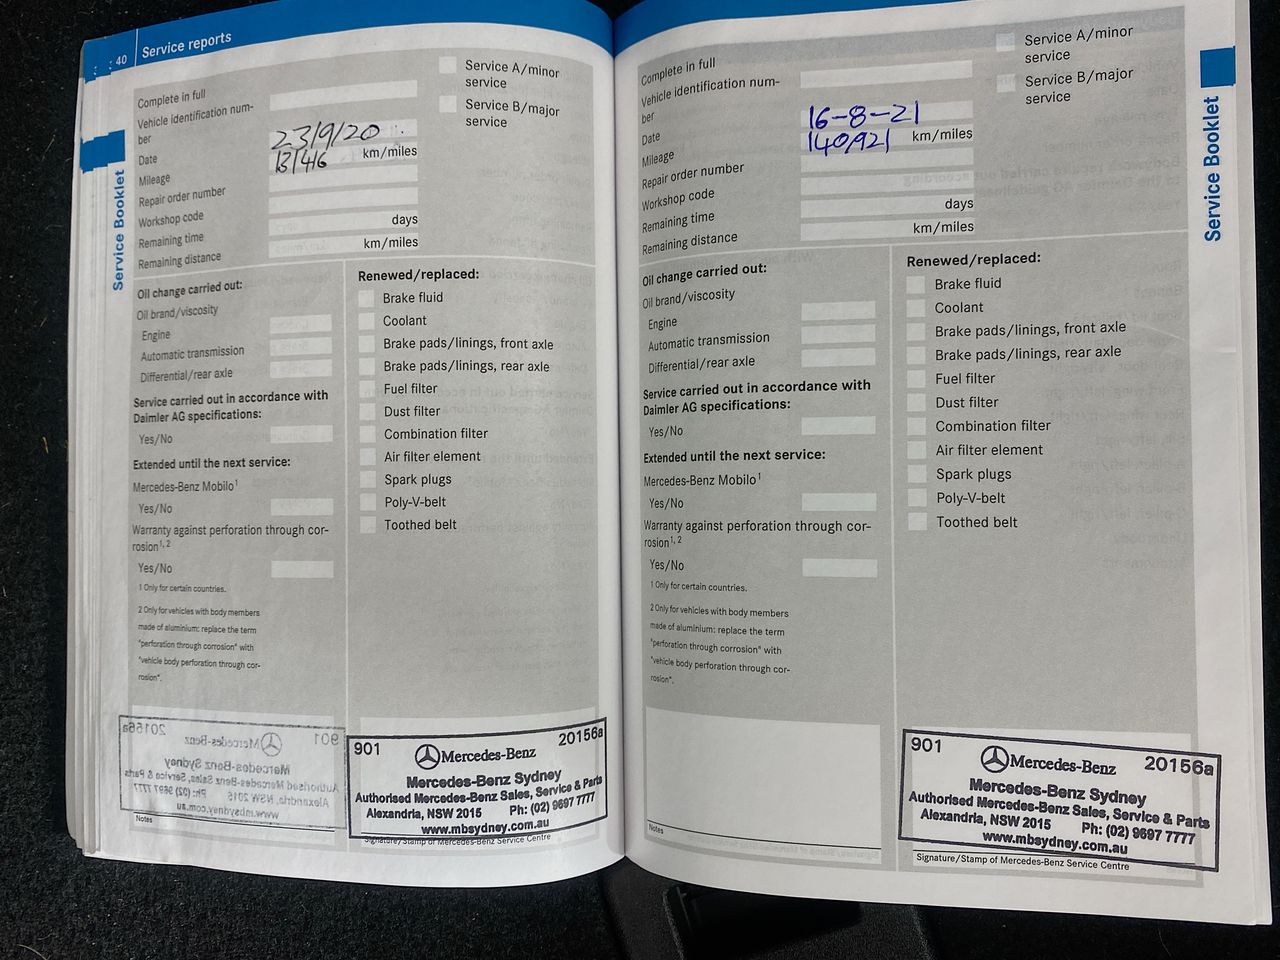 40 Service reports
Complete in full
Vehicle identification num-
ber
Date 23/9/20
Mileage km/miles
Repair order number
Workshop code
Remaining time days
Remaining distance km/miles
Service A/minor
service
Service B/major
service
Oil change carried out:
Oil brand/viscosity
Engine
Automatic transmission
Differential/rear axle
Service carried out in accordance with
Daimler AG specifications:
Yes/No
Extended until the next service:
Mercedes-Benz Mobilo1
Yes/No
Warranty against perforation through cor-
rosion1, 2
Yes/No
1 Only for certain countries.
2 Only for vehicles with body members
made of aluminium: replace the term
"perforation through corrosion" with
"vehicle body perforation through cor-
rosion".
Renewed/replaced:
Brake fluid
Coolant
Brake pads/linings, front axle
Brake pads/linings, rear axle
Fuel filter
Dust filter
Combination filter
Air filter element
Spark plugs
Poly-V-belt
Toothed belt
901 Mercedes-Benz 20156a
Mercedes-Benz Sydney
Authorised Mercedes-Benz Sales, Service & Parts
Alexandria, NSW 2015 Ph: (02) 9697 7777
www.mbsydney.com.au
Notes
Signature/Stamp of Mercedes-Benz Service Centre
Service Booklet
Complete in full
Vehicle identification num-
ber
Date 16-8-21
Mileage 140,921 km/miles
Repair order number
Workshop code
Remaining time days
Remaining distance km/miles
Service A/minor
service
Service B/major
service
Oil change carried out:
Oil brand/viscosity
Engine
Automatic transmission
Differential/rear axle
Service carried out in accordance with
Daimler AG specifications:
Yes/No
Extended until the next service:
Mercedes-Benz Mobilo1
Yes/No
Warranty against perforation through cor-
rosion1, 2
Yes/No
1 Only for certain countries.
2 Only for vehicles with body members
made of aluminium: replace the term
"perforation through corrosion" with
"vehicle body perforation through cor-
rosion".
Renewed/replaced:
Brake fluid
Coolant
Brake pads/linings, front axle
Brake pads/linings, rear axle
Fuel filter
Dust filter
Combination filter
Air filter element
Spark plugs
Poly-V-belt
Toothed belt
901 Mercedes-Benz 20156a
Mercedes-Benz Sydney
Authorised Mercedes-Benz Sales, Service & Parts
Alexandria, NSW 2015 Ph: (02) 9697 7777
www.mbsydney.com.au
Notes
Signature/Stamp of Mercedes-Benz Service Centre
Service Booklet